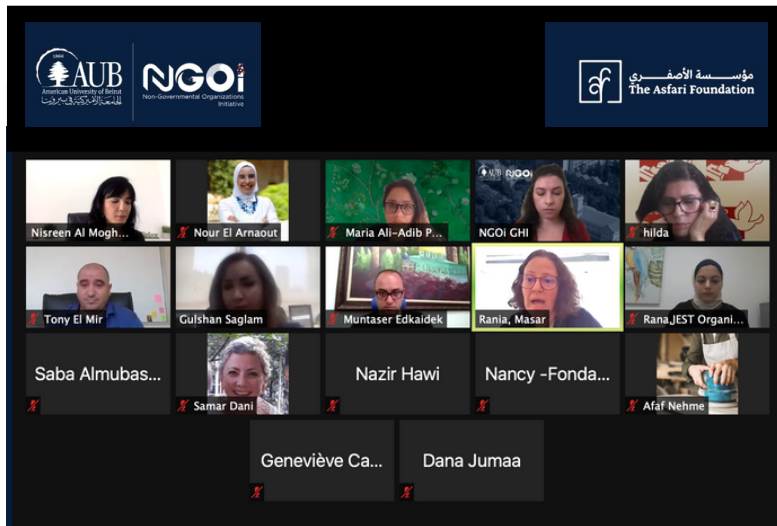 1866
AUB
American University of Beirut
الجامعة الأميركية في بيروت
NGOi
Non-Governmental Organizations
Initiative
مؤسسة الأصفري
The Asfari Foundation
Nisreen Al Mogh...
Nour El Arnaout
Maria Ali-Adib P...
AUB NGOi
NGOi GHI
hilda
Tony El Mir
Gulshan Saglam
Muntaser Edkaidek
Rania, Masar
Rana,JEST Organi...
Saba Almubas...
Samar Dani
Nazir Hawi
Nancy -Fonda...
Afaf Nehme
Geneviève Ca...
Dana Jumaa